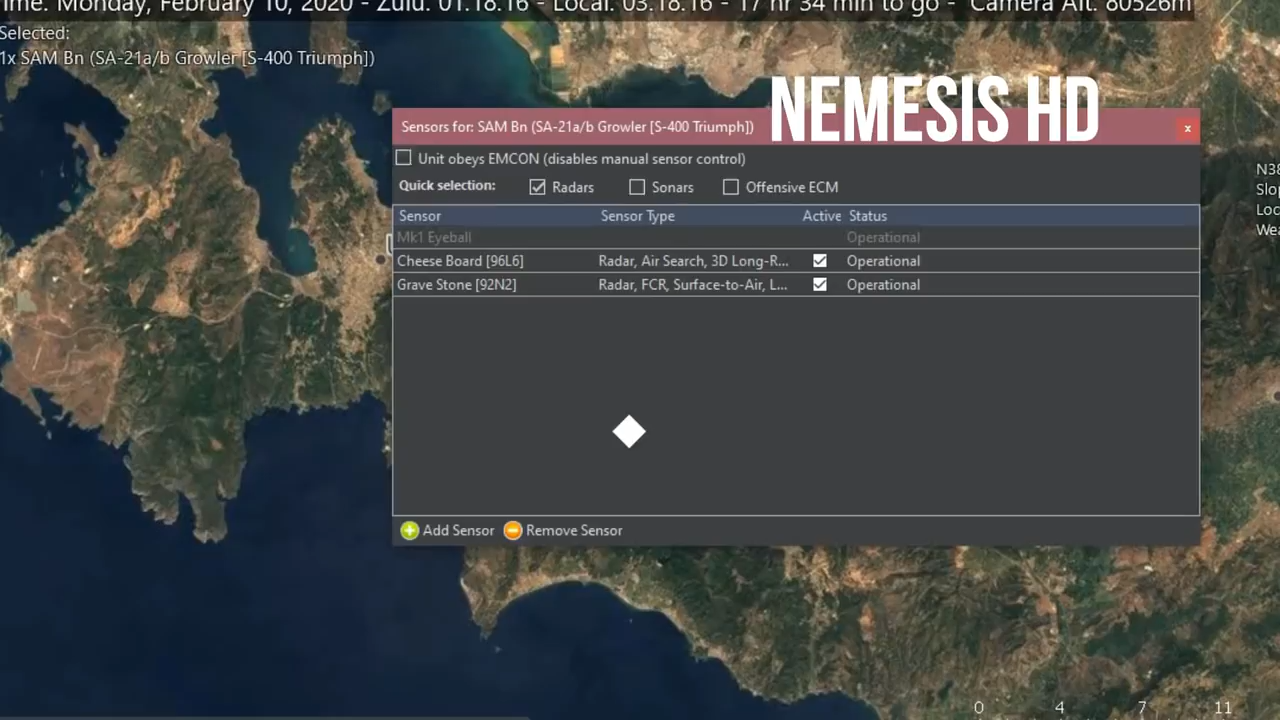 ime: Monday, February 10, 2020 - Zulu: 01.18.16 - Local: 03.18.16 - 17 hr 34 min to go - Camera Alt: 80526m
Selected:
1x SAM Bn (SA-21a/b Growler [S-400 Triumph])
NEMESIS HD
Sensors for: SAM Bn (SA-21a/b Growler [S-400 Triumph])
x
Unit obeys EMCON (disables manual sensor control)
Quick selection: Radars Sonars Offensive ECM
Sensor Sensor Type Active Status
Mk1 Eyeball Operational
Cheese Board [96L6] Radar, Air Search, 3D Long-R... Operational
Grave Stone [92N2] Radar, FCR, Surface-to-Air, L... Operational
Add Sensor Remove Sensor
N38
Slop
Loc
Wea
0 4 7 11